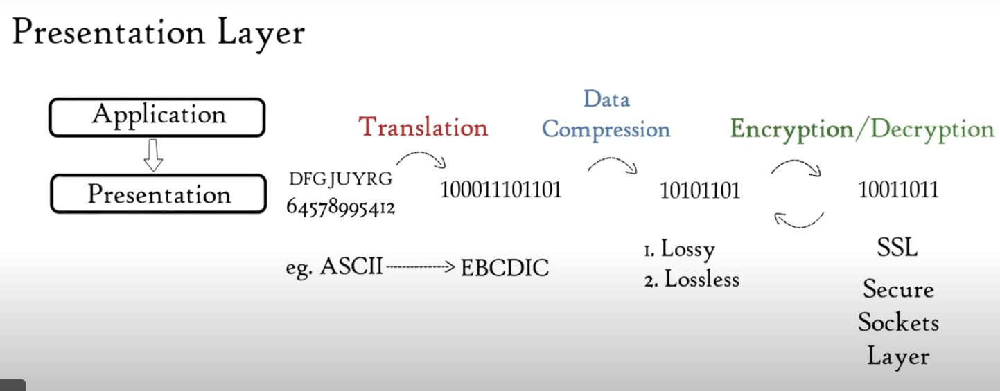 Presentation Layer
Application
Presentation
Translation
DFGJUYRG
64578995412
100011101101
eg. ASCII
EBCDIC
Data
Compression
10101101
1. Lossy
2. Lossless
Encryption/Decryption
10011011
SSL
Secure
Sockets
Layer